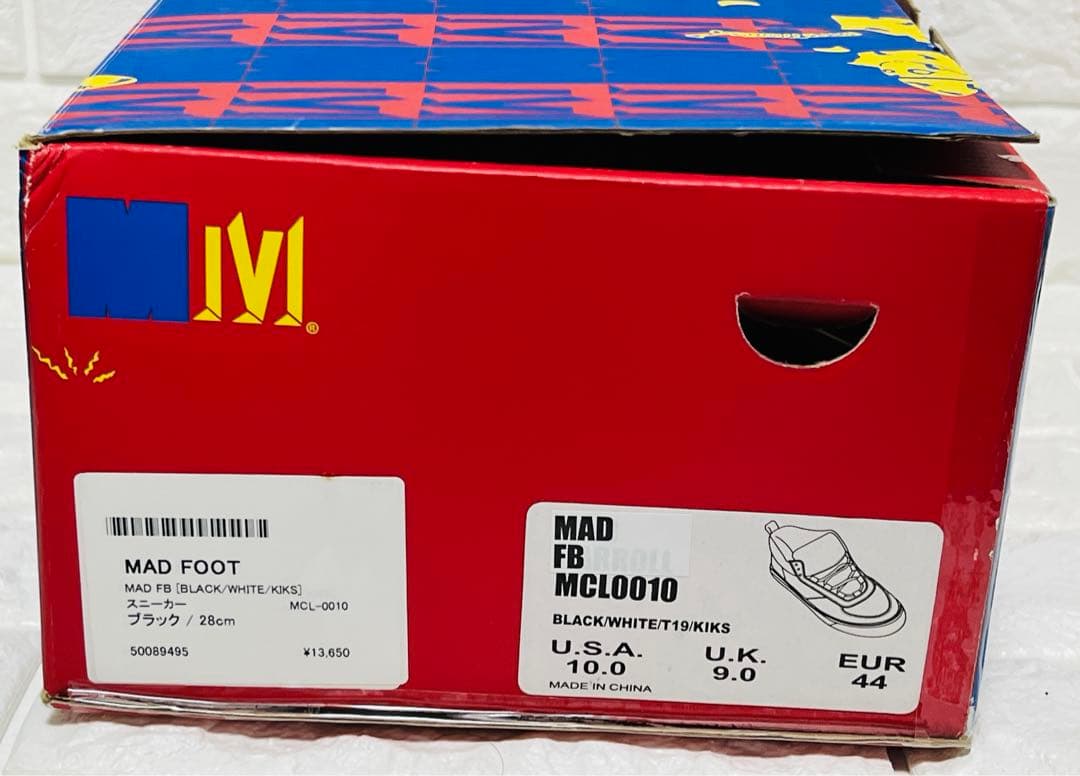 M
®
MAD FOOT
MAD FB [BLACK/WHITE/KIKS]
スニーカー MCL-0010
ブラック / 28cm
50089495 ¥13,650
MAD
FB
MCL0010
BLACK/WHITE/T19/KIKS
U.S.A. U.K. EUR
10.0 9.0 44
MADE IN CHINA